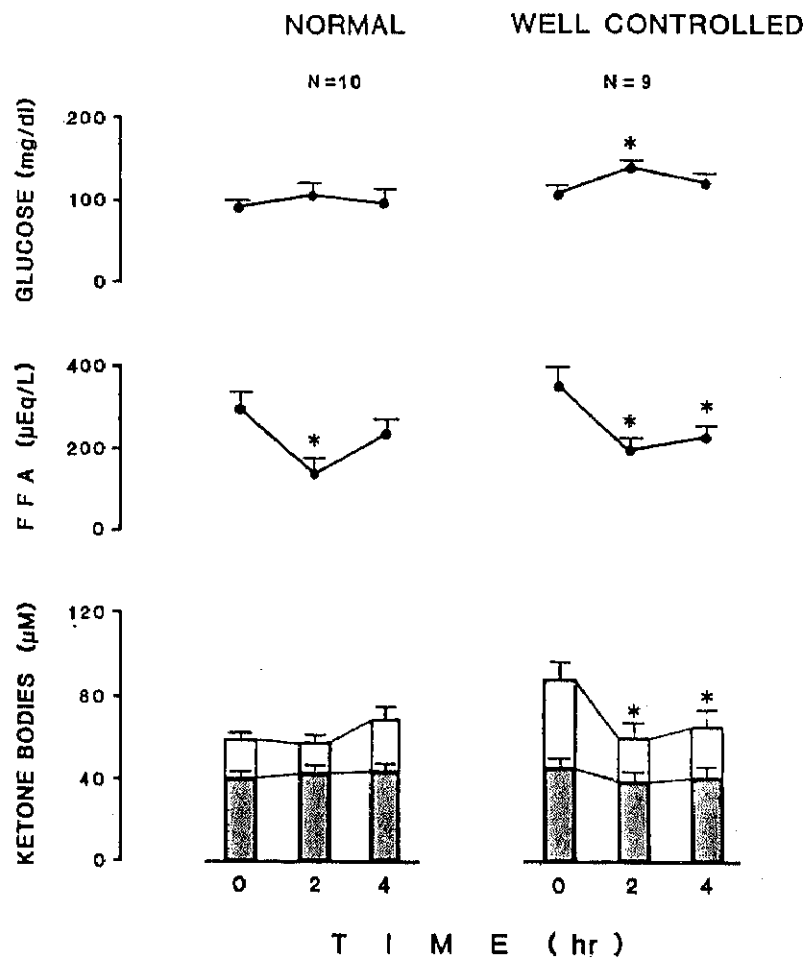 NORMAL WELL CONTROLLED
N=10 N=9
GLUCOSE (mg/dl)
200
100
0
*
FFA (µEq/L)
400
200
0
* * *
KETONE BODIES (µM)
120
80
40
0
* *
0 2 4 0 2 4
TIME (hr)